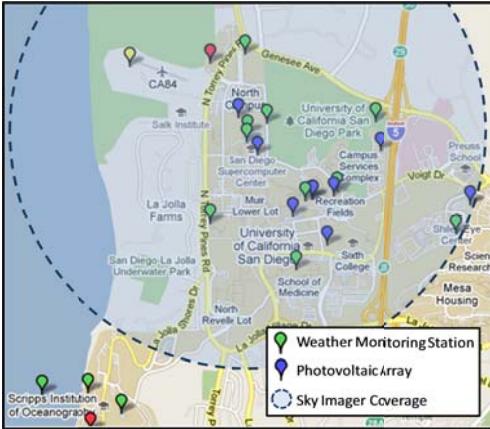 N Torrey Pines Rd
Genesee Ave
CA84
North
Campus
University of
California San
Diego Park
Salk Institute
San Diego
Supercomputer
Center
Campus
Services
Complex
Preuss
School
Voigt Dr
La Jolla
Farms
N Torrey Pines Rd
Muir
Lower Lot
Recreation
Fields
University
of California
San Diego
Sixth
College
Eye
Center
San Diego-La Jolla
Underwater Park
School of
Medicine
Science
Research
Mesa
Housing
La Jolla Shores Dr
North
Revelle Lot
Scripps Institution
of Oceanography
Weather Monitoring Station
Photovoltaic Array
Sky Imager Coverage